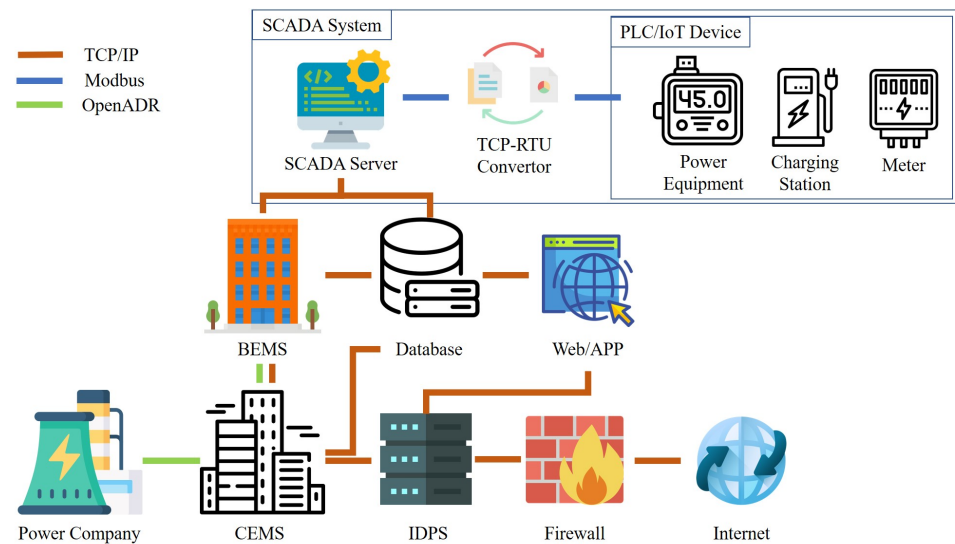 SCADA System
PLC/IoT Device
TCP/IP
Modbus
OpenADR
45.0
SCADA Server
TCP-RTU
Convertor
Power
Equipment
Charging
Station
Meter
BEMS
Database
Web/APP
Power Company
CEMS
IDPS
Firewall
Internet